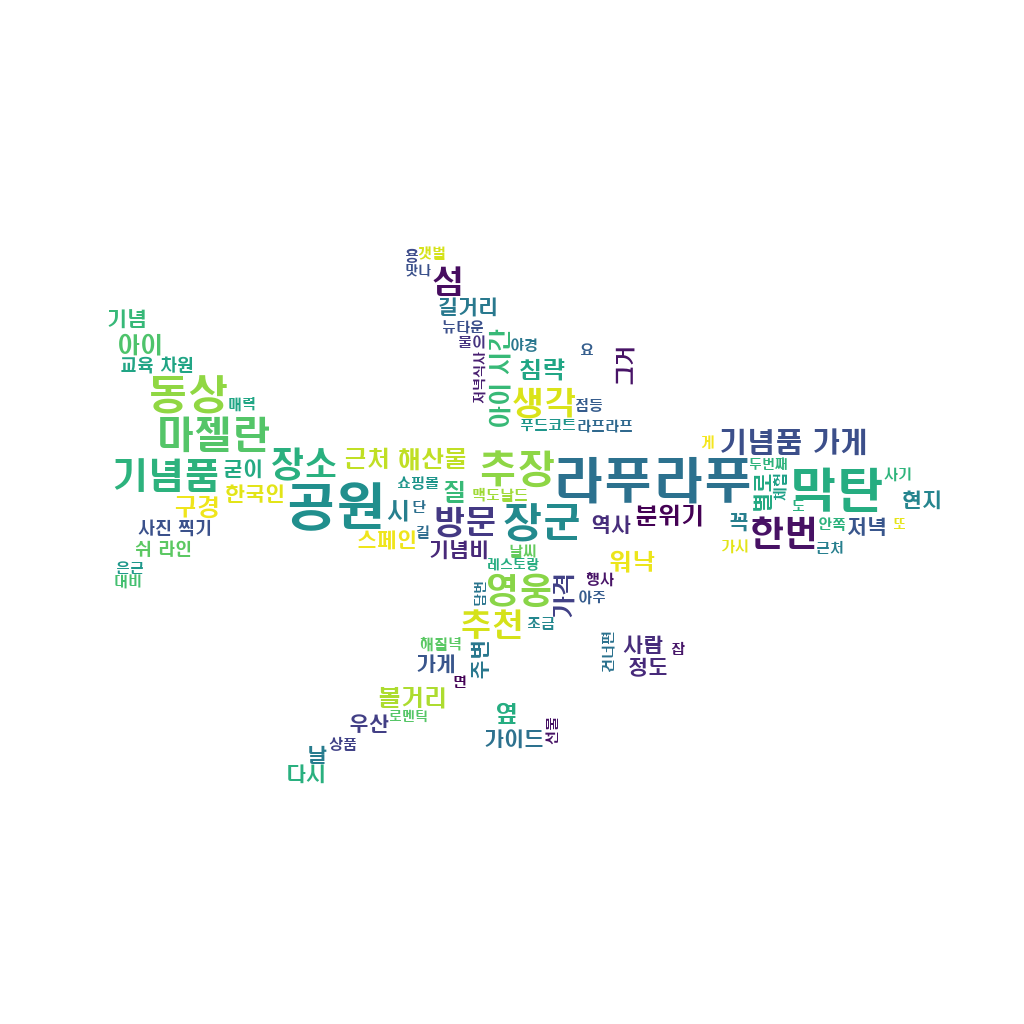 용 갯벌
맛나 섬
기념 길거리
아이 뉴타운
물이 시간 야경
교육 차원 저녁식사 침략 요 그거
동상 매력 아이 생각 점등
마젤란 푸드코트 라프라프
게 기념품 가게
기념품 굳이 장소 근처 해산물 추장 라푸라푸 두번째 막탄 사기
쇼핑몰 질 맥도날드 별로 체험
구경 한국인 공원 시 단 방문 장군 역사 분위기 꼭 도 현지
사진 찍기 길 한번 안쪽 저녁 또
쉬 라인 스페인 기념비 날씨 가시 근처
은근 레스토랑 워낙
대비 답변 영웅 가격 행사 아주
추천 조금
해질녁 주변 건너편 사람 잡
가게 정도
면
볼거리
로멘틱 옆
우산 선물
상품 가이드
날
다시